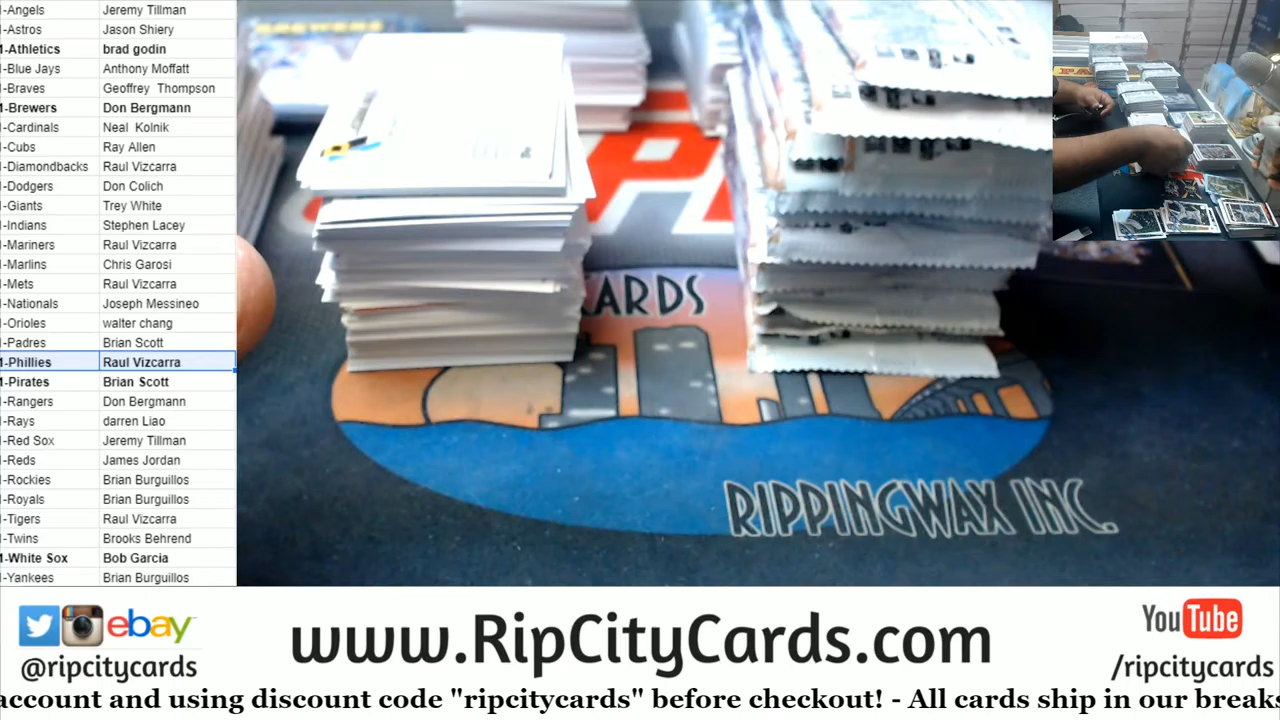 -Angels Jeremy Tillman
-Astros Jason Shiery
-Athletics brad godin
-Blue Jays Anthony Moffatt
-Braves Geoffrey Thompson
-Brewers Don Bergmann
-Cardinals Neal Kolnik
-Cubs Ray Allen
-Diamondbacks Raul Vizcarra
-Dodgers Don Colich
-Giants Trey White
-Indians Stephen Lacey
-Mariners Raul Vizcarra
-Marlins Chris Garosi
-Mets Raul Vizcarra
-Nationals Joseph Messineo
-Orioles walter chang
-Padres Brian Scott
-Phillies Raul Vizcarra
-Pirates Brian Scott
-Rangers Don Bergmann
-Rays darren Liao
-Red Sox Jeremy Tillman
-Reds James Jordan
-Rockies Brian Burguillos
-Royals Brian Burguillos
-Tigers Raul Vizcarra
-Twins Brooks Behrend
-White Sox Bob Garcia
-Yankees Brian Burguillos
CARDS
RIPPINGWAX INC.
ebay
@ripcitycards
www.RipCityCards.com
YouTube
/ripcitycards
account and using discount code "ripcitycards" before checkout! - All cards ship in our breaks